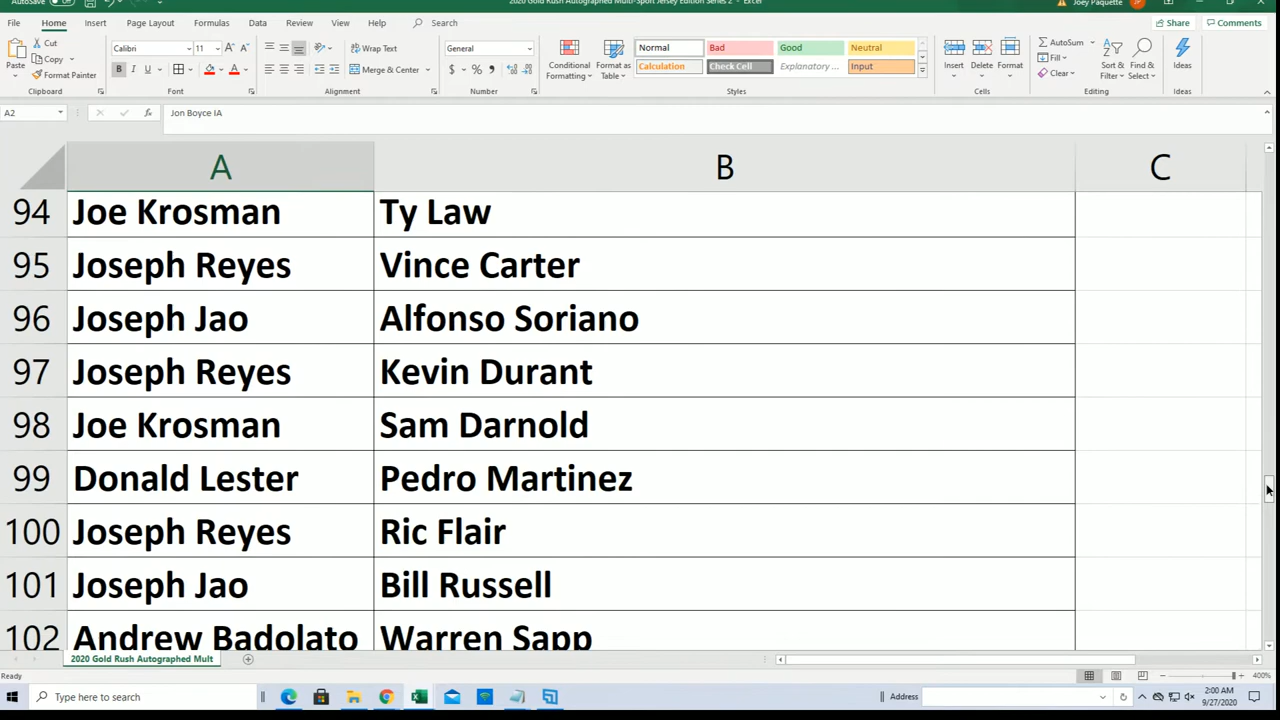 AutoSave
2020 Gold Rush Autographed Multi-Sport Jersey Edition Series 2 - Excel
Joey Paquette
File Home Insert Page Layout Formulas Data Review View Help Search Share Comments
Paste
Cut
Copy
Format Painter
Calibri 11
B I U
Wrap Text
Merge & Center
General
$ % ,
Conditional Formatting
Format as Table
Normal Bad Good Neutral
Calculation Check Cell Explanatory ... Input
Insert Delete Format
AutoSum
Fill
Clear
Sort & Filter
Find & Select
Ideas
Clipboard Font Alignment Number Styles Cells Editing Ideas
A2 fx Jon Boyce IA
A B C
94 Joe Krosman Ty Law
95 Joseph Reyes Vince Carter
96 Joseph Jao Alfonso Soriano
97 Joseph Reyes Kevin Durant
98 Joe Krosman Sam Darnold
99 Donald Lester Pedro Martinez
100 Joseph Reyes Ric Flair
101 Joseph Jao Bill Russell
102 Andrew Badolato Warren Sapp
2020 Gold Rush Autographed Mult
Ready 400%
Type here to search Address 2:00 AM
9/27/2020